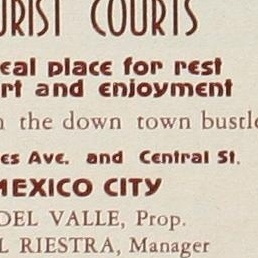 URIST COURTS
eal place for rest
rt and enjoyment
the down town bustle
es Ave. and Central St.
MEXICO CITY
DEL VALLE, Prop.
L RIESTRA, Manager